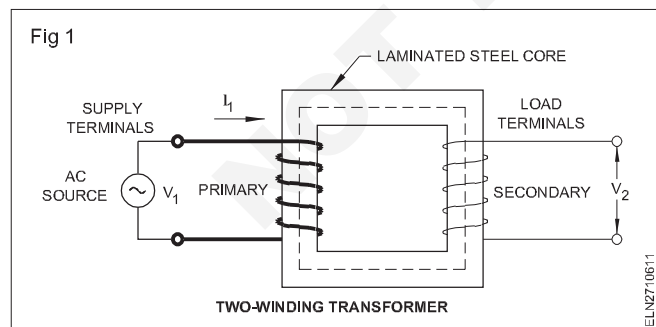 Fig 1
LAMINATED STEEL CORE
I₁
SUPPLY
TERMINALS
LOAD
TERMINALS
AC
SOURCE
V₁
PRIMARY
SECONDARY
V₂
TWO-WINDING TRANSFORMER
ELN2710611